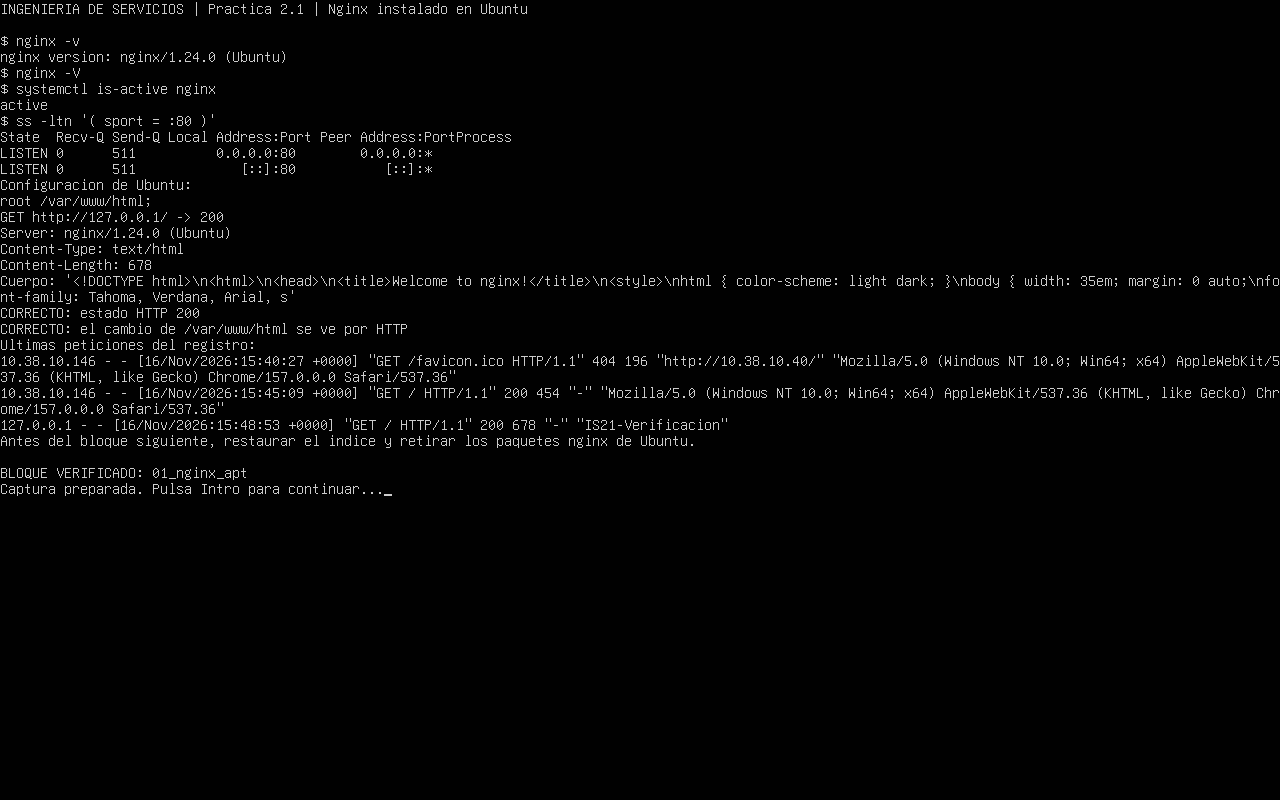 INGENIERIA DE SERVICIOS | Practica 2.1 | Nginx instalado en Ubuntu
$ nginx -v
nginx version: nginx/1.24.0 (Ubuntu)
$ nginx -V
$ systemctl is-active nginx
active
$ ss -ltn '( sport = :80 )'
State  Recv-Q Send-Q Local Address:Port Peer Address:PortProcess
LISTEN 0      511          0.0.0.0:80        0.0.0.0:*
LISTEN 0      511             [::]:80           [::]:*
Configuracion de Ubuntu:
root /var/www/html;
GET http://127.0.0.1/ -> 200
Server: nginx/1.24.0 (Ubuntu)
Content-Type: text/html
Content-Length: 678
Cuerpo: '<!DOCTYPE html>\n<html>\n<head>\n<title>Welcome to nginx!</title>\n<style>\nhtml { color-scheme: light dark; }\nbody { width: 35em; margin: 0 auto;\nfo
nt-family: Tahoma, Verdana, Arial, s'
CORRECTO: estado HTTP 200
CORRECTO: el cambio de /var/www/html se ve por HTTP
Ultimas peticiones del registro:
10.38.10.146 - - [16/Nov/2026:15:40:27 +0000] "GET /favicon.ico HTTP/1.1" 404 196 "http://10.38.10.40/" "Mozilla/5.0 (Windows NT 10.0; Win64; x64) AppleWebKit/5
37.36 (KHTML, like Gecko) Chrome/157.0.0.0 Safari/537.36"
10.38.10.146 - - [16/Nov/2026:15:45:09 +0000] "GET / HTTP/1.1" 200 454 "-" "Mozilla/5.0 (Windows NT 10.0; Win64; x64) AppleWebKit/537.36 (KHTML, like Gecko) Chr
ome/157.0.0.0 Safari/537.36"
127.0.0.1 - - [16/Nov/2026:15:48:53 +0000] "GET / HTTP/1.1" 200 678 "-" "IS21-Verificacion"
Antes del bloque siguiente, restaurar el indice y retirar los paquetes nginx de Ubuntu.
BLOQUE VERIFICADO: 01_nginx_apt
Captura preparada. Pulsa Intro para continuar..._